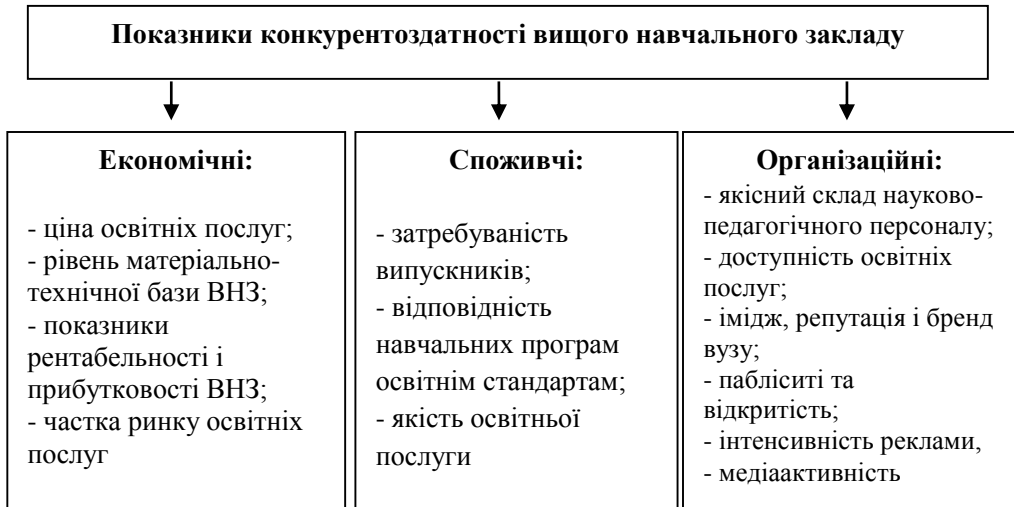 Показники конкурентоздатності вищого навчального закладу
Економічні:
- ціна освітніх послуг;
- рівень матеріально-
технічної бази ВНЗ;
- показники
рентабельності і
прибутковості ВНЗ;
- частка ринку освітніх
послуг
Споживчі:
- затребуваність
випускників;
- відповідність
навчальних програм
освітнім стандартам;
- якість освітньої
послуги
Організаційні:
- якісний склад науково-
педагогічного персоналу;
- доступність освітніх
послуг;
- імідж, репутація і бренд
вузу;
- пабліситі та
відкритість;
- інтенсивність реклами,
- медіаактивність